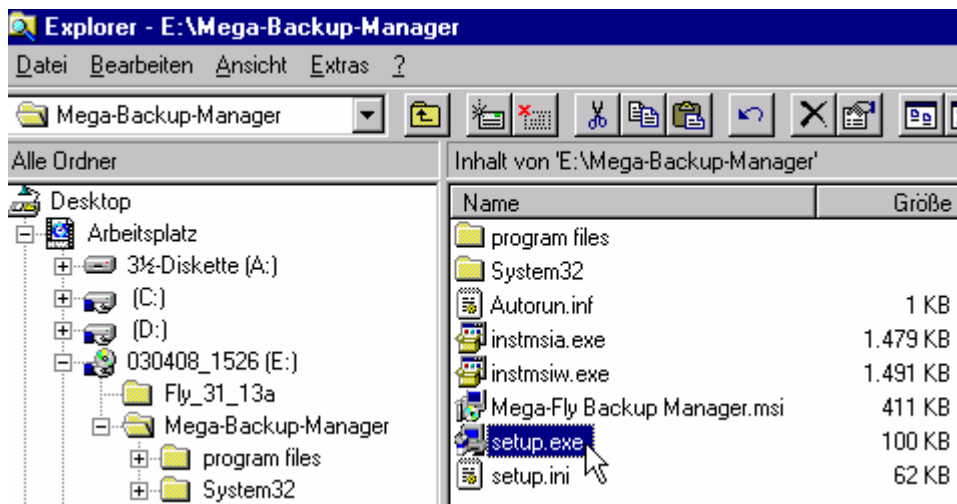 Explorer - E:\Mega-Backup-Manager
Datei Bearbeiten Ansicht Extras ?
Mega-Backup-Manager
Alle Ordner
Inhalt von 'E:\Mega-Backup-Manager'
Desktop
Arbeitsplatz
3½-Diskette (A:)
(C:)
(D:)
030408_1526 (E:)
Fly_31_13a
Mega-Backup-Manager
program files
System32
Name Größe
program files
System32
Autorun.inf 1 KB
instmsia.exe 1.479 KB
instmsiw.exe 1.491 KB
Mega-Fly Backup Manager.msi 411 KB
setup.exe 100 KB
setup.ini 62 KB